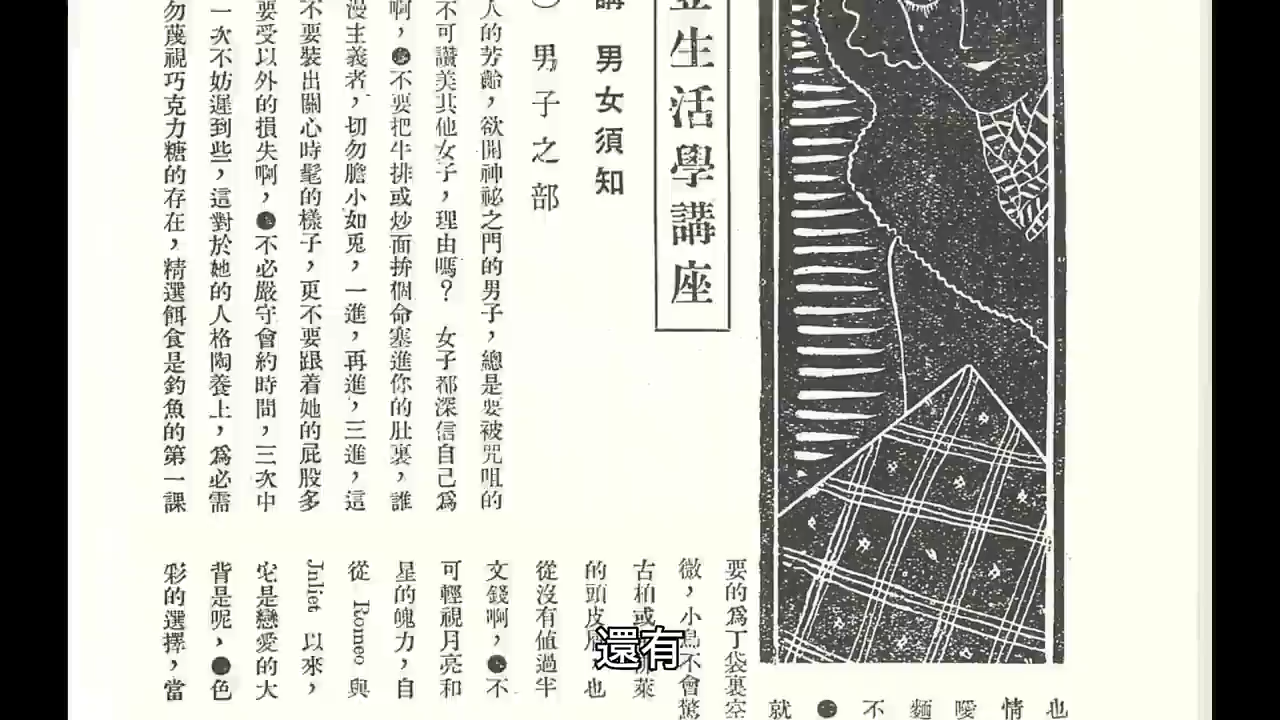 生活學講座
男女須知
男子之部
人的芳齡,欲開神祕之門的男子,總是要被咒咀的
不可讚美其他女子,理由嗎? 女子都深信自己爲
啊,●不要把牛排或炒面拚個命塞進你的肚裏,誰
漫主義者,切勿膽小如兎,一進,再進,三進,這
不要裝出關心時髦的樣子,更不要跟着她的屁股多
要受以外的損失啊,●不必嚴守會約時間,三次中
一次不妨遲到些,這對於她的人格陶養上,爲必需
勿蔑視巧克力糖的存在,精選餌食是釣魚的第一課
也
情
噯
麵
不
●
就
要的爲丁袋裏空
微,小鳥不會驚
古柏或
萊
的頭皮
也
從沒有値過半
文錢啊,●不
可輕視月亮和
星的魄力,自
從 Romeo 與
Juliet 以來,
它是戀愛的大
背是呢,●色
彩的選擇,當
還有